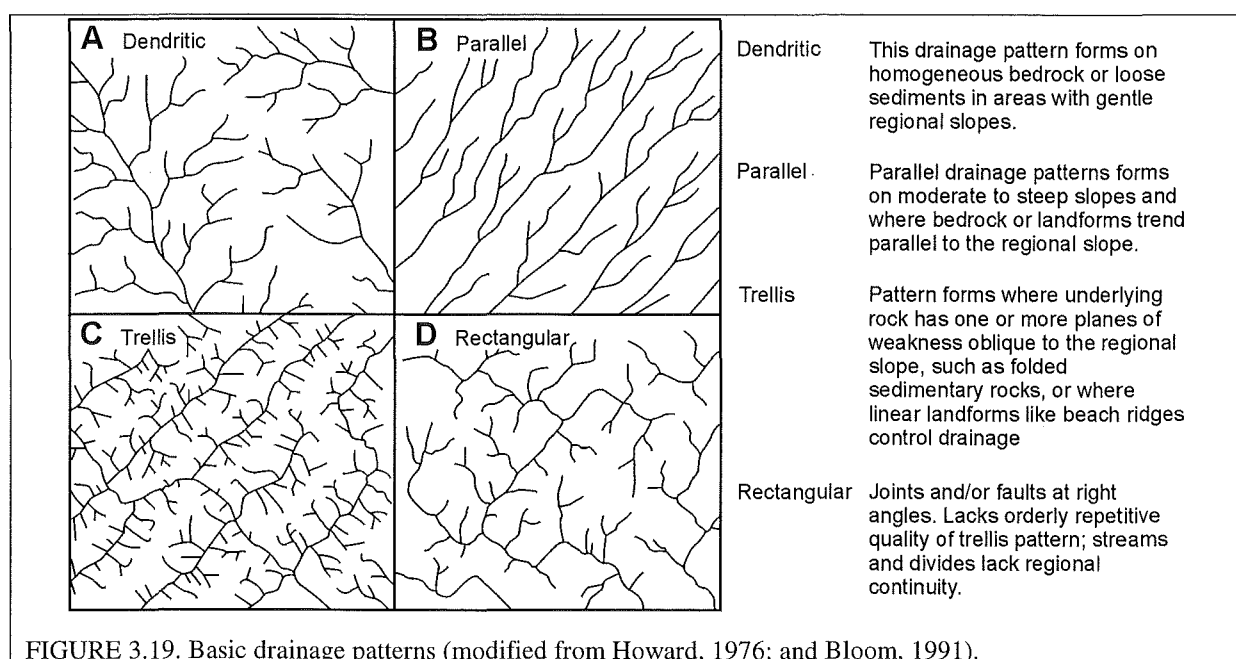 A Dendritic
B Parallel
C Trellis
D Rectangular
Dendritic This drainage pattern forms on
homogeneous bedrock or loose
sediments in areas with gentle
regional slopes.
Parallel Parallel drainage patterns forms
on moderate to steep slopes and
where bedrock or landforms trend
parallel to the regional slope.
Trellis Pattern forms where underlying
rock has one or more planes of
weakness oblique to the regional
slope, such as folded
sedimentary rocks, or where
linear landforms like beach ridges
control drainage
Rectangular Joints and/or faults at right
angles. Lacks orderly repetitive
quality of trellis pattern; streams
and divides lack regional
continuity.
FIGURE 3.19. Basic drainage patterns (modified from Howard, 1976; and Bloom, 1991).